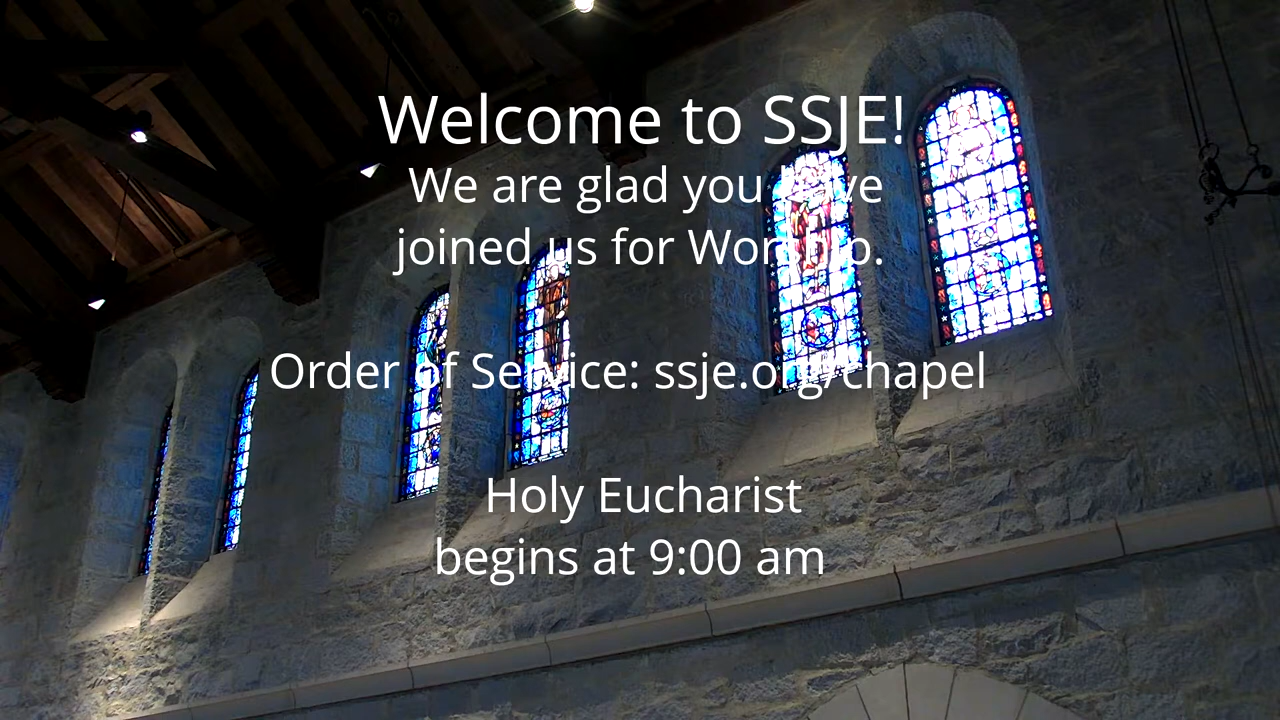 Welcome to SSJE!
We are glad you have
joined us for Worship.
Order of Service: ssje.org/chapel
Holy Eucharist
begins at 9:00 am